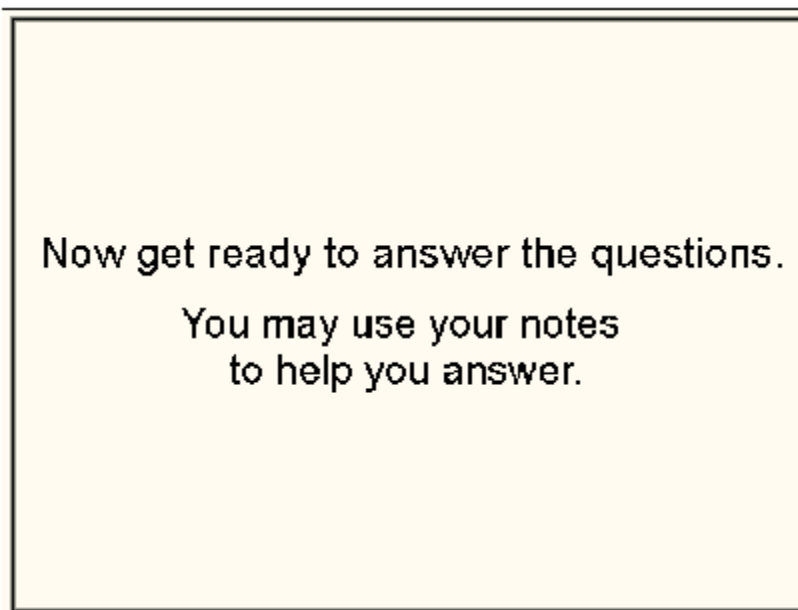 Now get ready to answer the questions.
You may use your notes
to help you answer.